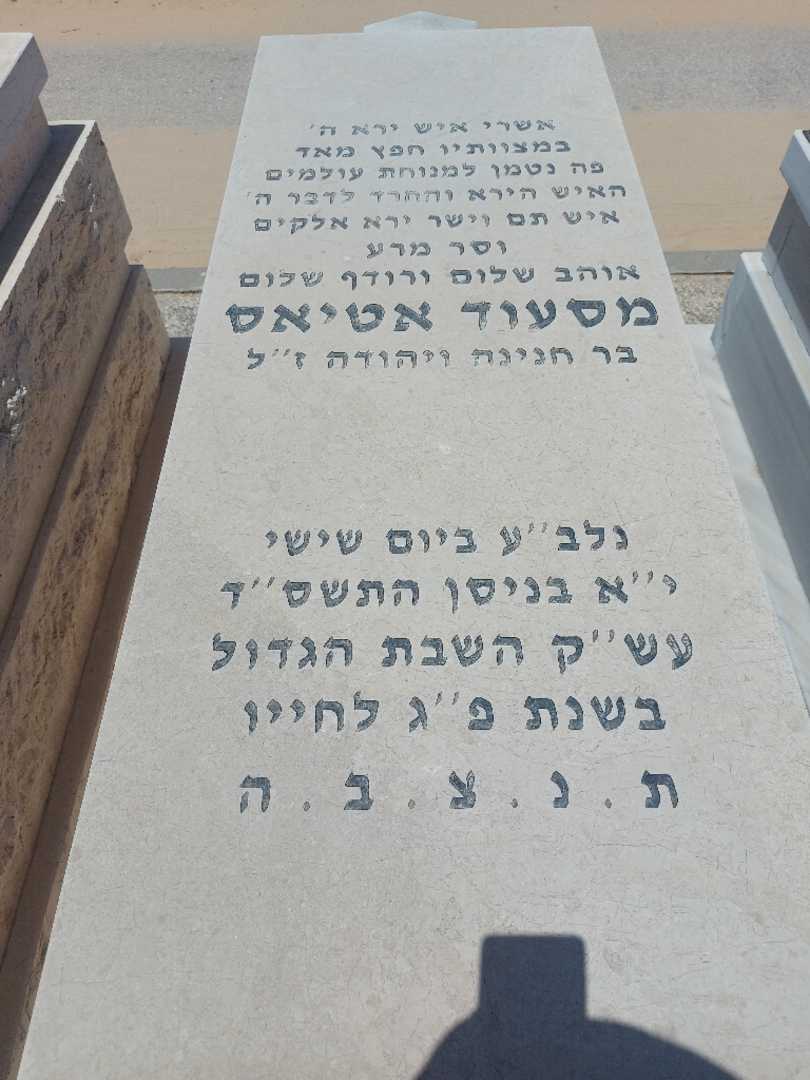 אשרי איש ירא ה'
במצוותיו חפץ מאד
פה נטמן למנוחת עולמים
האיש הירא והחרד לדבר ה'
איש תם וישר ירא אלקים
וסר מרע
אוהב שלום ורודף שלום
מסעוד אטיאס
בר חנינה ויהודה ז''ל
נלב''ע ביום שישי
י''א בניסן התשס''ד
עש''ק השבת הגדול
בשנת פ''ג לחייו
ת . נ . צ . ב . ה